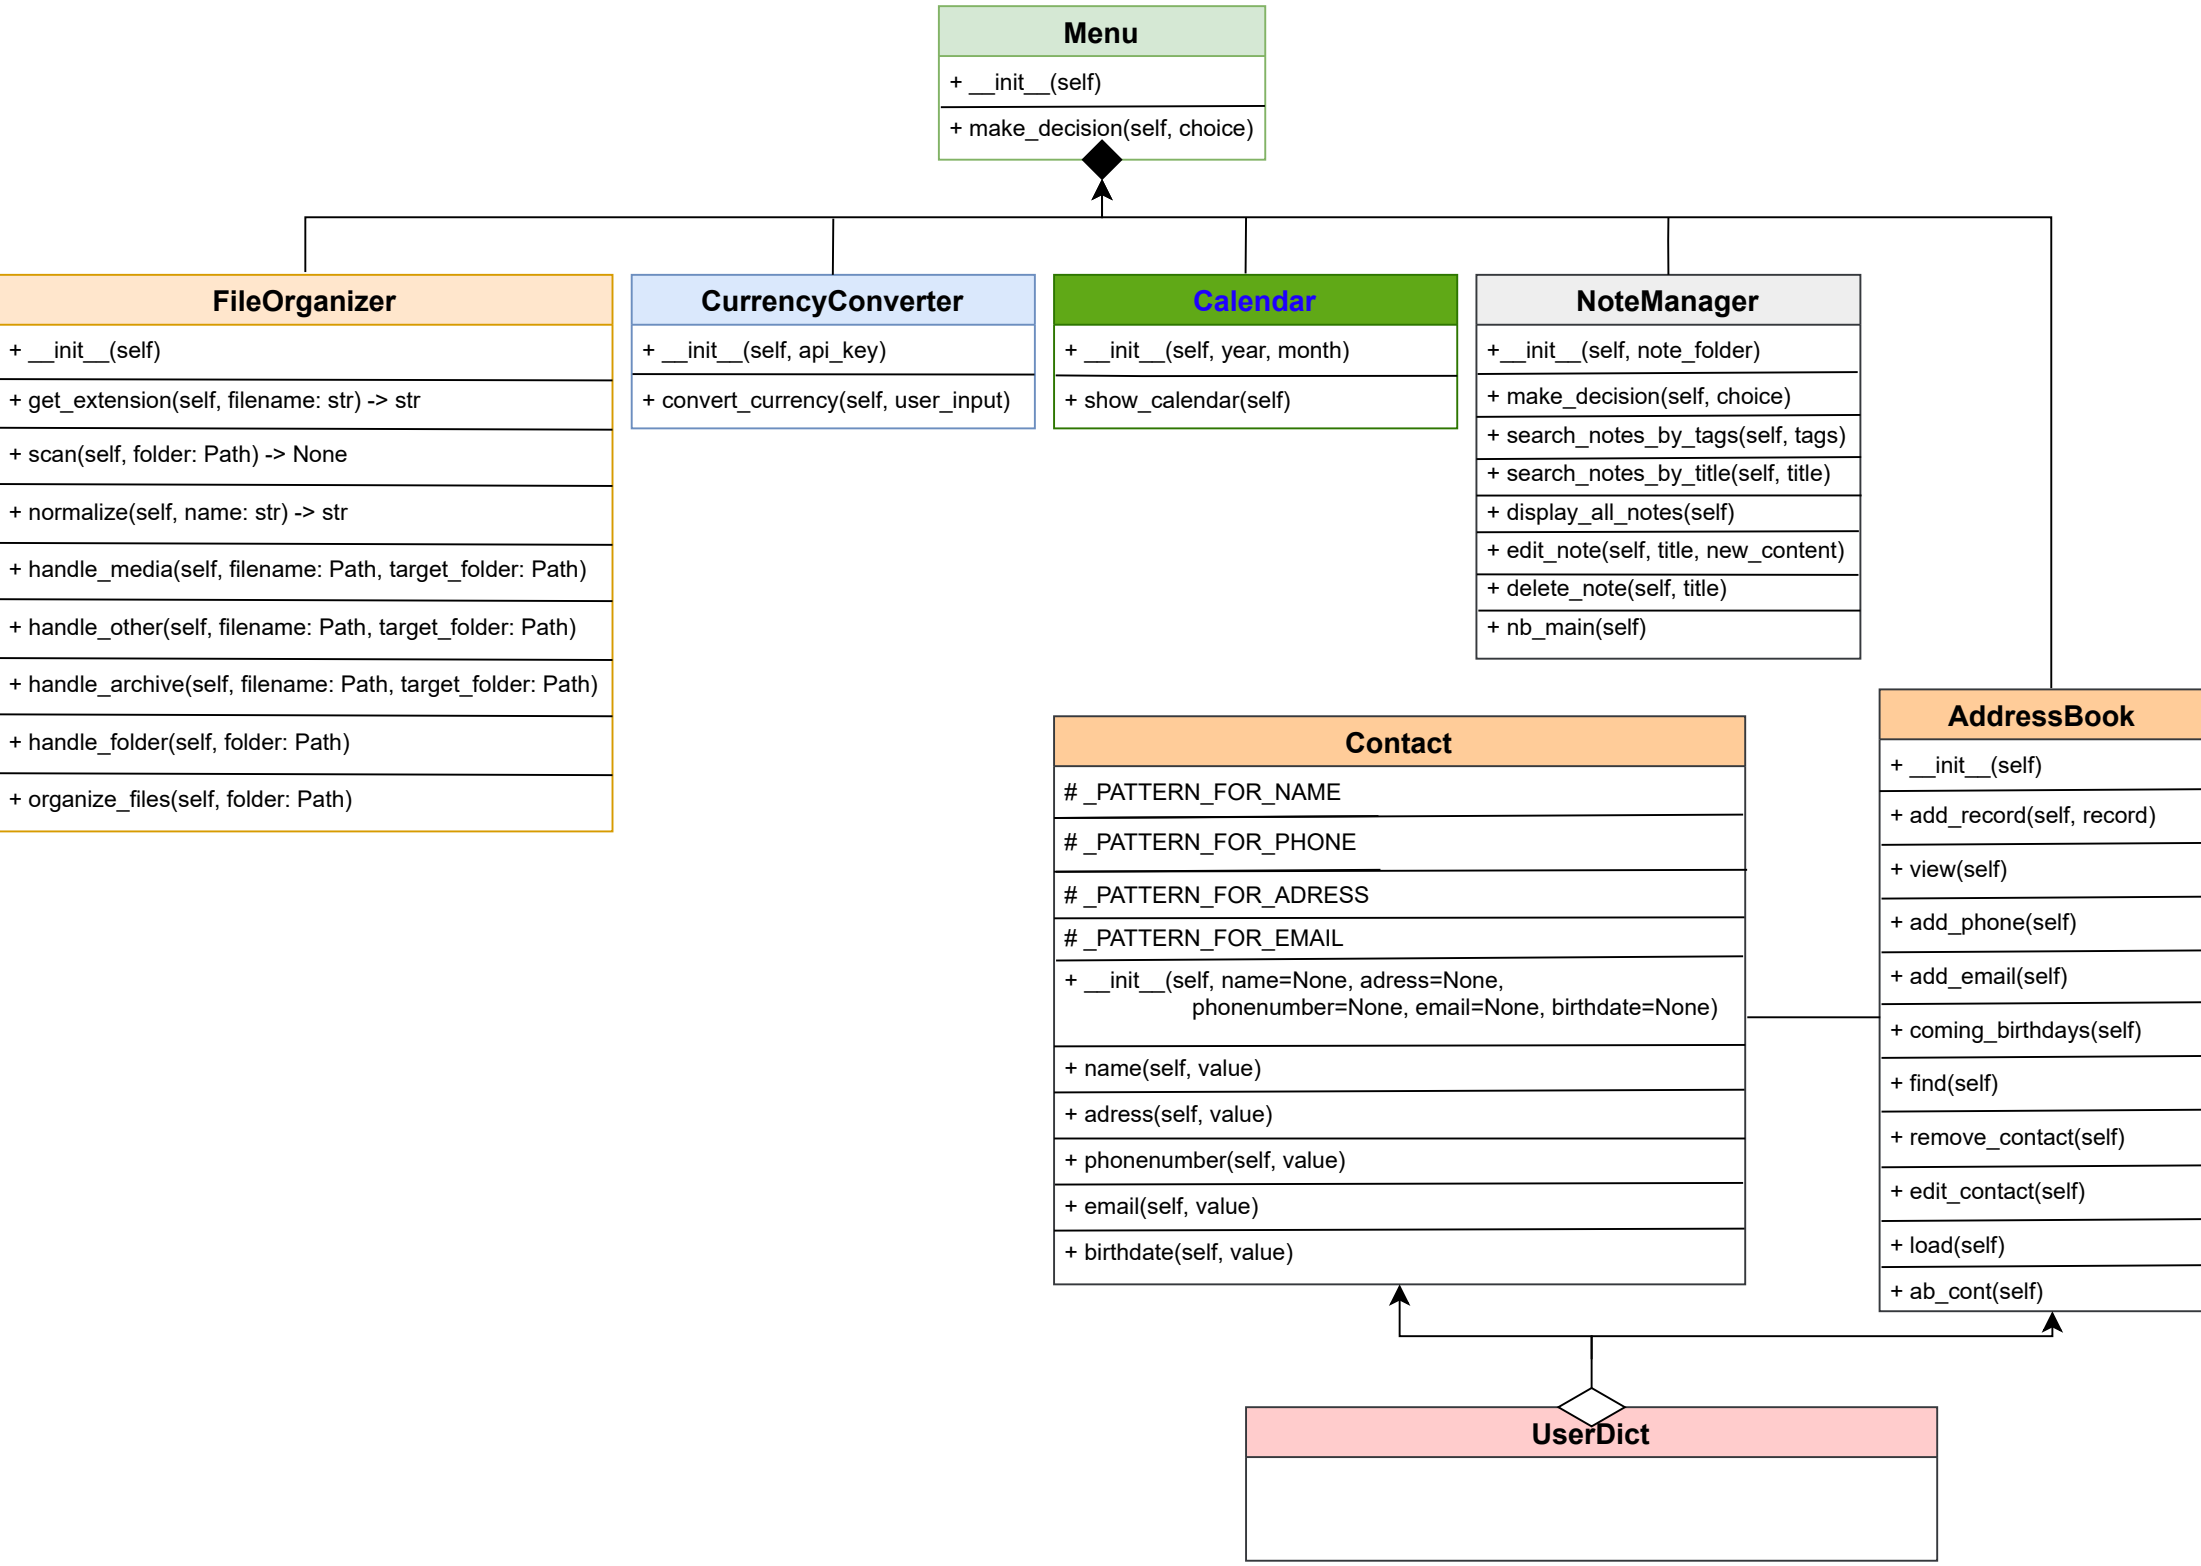 Menu
+ __init__(self)
+ make_decision(self, choice)
FileOrganizer
+ __init__(self)
+ get_extension(self, filename: str) -> str
+ scan(self, folder: Path) -> None
+ normalize(self, name: str) -> str
+ handle_media(self, filename: Path, target_folder: Path)
+ handle_other(self, filename: Path, target_folder: Path)
+ handle_archive(self, filename: Path, target_folder: Path)
+ handle_folder(self, folder: Path)
+ organize_files(self, folder: Path)
CurrencyConverter
+ __init__(self, api_key)
+ convert_currency(self, user_input)
Calendar
+ __init__(self, year, month)
+ show_calendar(self)
NoteManager
+__init__(self, note_folder)
+ make_decision(self, choice)
+ search_notes_by_tags(self, tags)
+ search_notes_by_title(self, title)
+ display_all_notes(self)
+ edit_note(self, title, new_content)
+ delete_note(self, title)
+ nb_main(self)
Contact
# _PATTERN_FOR_NAME
# _PATTERN_FOR_PHONE
# _PATTERN_FOR_ADRESS
# _PATTERN_FOR_EMAIL
+ __init__(self, name=None, adress=None,
phonenumber=None, email=None, birthdate=None)
+ name(self, value)
+ adress(self, value)
+ phonenumber(self, value)
+ email(self, value)
+ birthdate(self, value)
AddressBook
+ __init__(self)
+ add_record(self, record)
+ view(self)
+ add_phone(self)
+ add_email(self)
+ coming_birthdays(self)
+ find(self)
+ remove_contact(self)
+ edit_contact(self)
+ load(self)
+ ab_cont(self)
UserDict